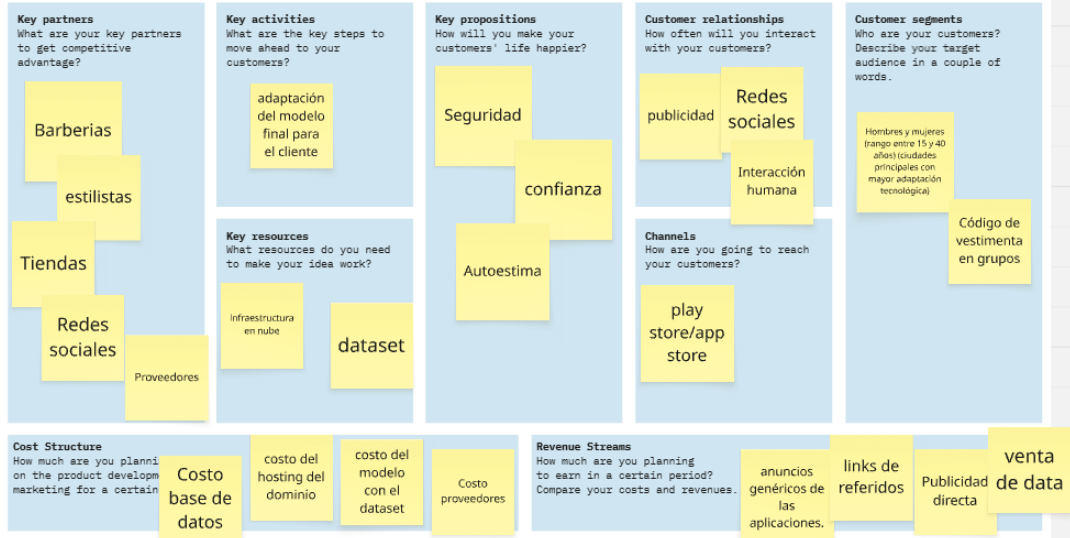 Key partners
What are your key partners
to get competitive
advantage?
Barberias
estilistas
Tiendas
Redes
sociales
Proveedores
Key activities
What are the key steps to
move ahead to your
customers?
adaptación
del modelo
final para
el cliente
Key resources
What resources do you need
to make your idea work?
Infraestructura
en nube
dataset
Key propositions
How will you make your
customers' life happier?
Seguridad
confianza
Autoestima
Customer relationships
How often will you interact
with your customers?
publicidad
Redes
sociales
Interacción
humana
Channels
How are you going to reach
your customers?
play
store/app
store
Customer segments
Who are your customers?
Describe your target
audience in a couple of
words.
Hombres y mujeres
(rango entre 15 y 40
años) (ciudades
principales con
mayor adaptación
tecnológica)
Código de
vestimenta
en grupos
Cost Structure
How much are you planni
on the product developm
marketing for a certain
Costo
base de
datos
costo del
hosting del
dominio
costo del
modelo
con el
dataset
Costo
proveedores
Revenue Streams
How much are you planning
to earn in a certain period?
Compare your costs and revenues.
anuncios
genéricos de
las
aplicaciones.
links de
referidos
Publicidad
directa
venta
de data